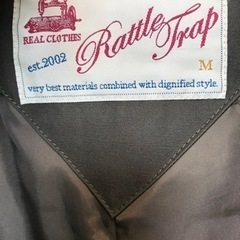 REAL CLOTHES
Rattle Trap
est.2002
M
very best materials combined with dignified style.